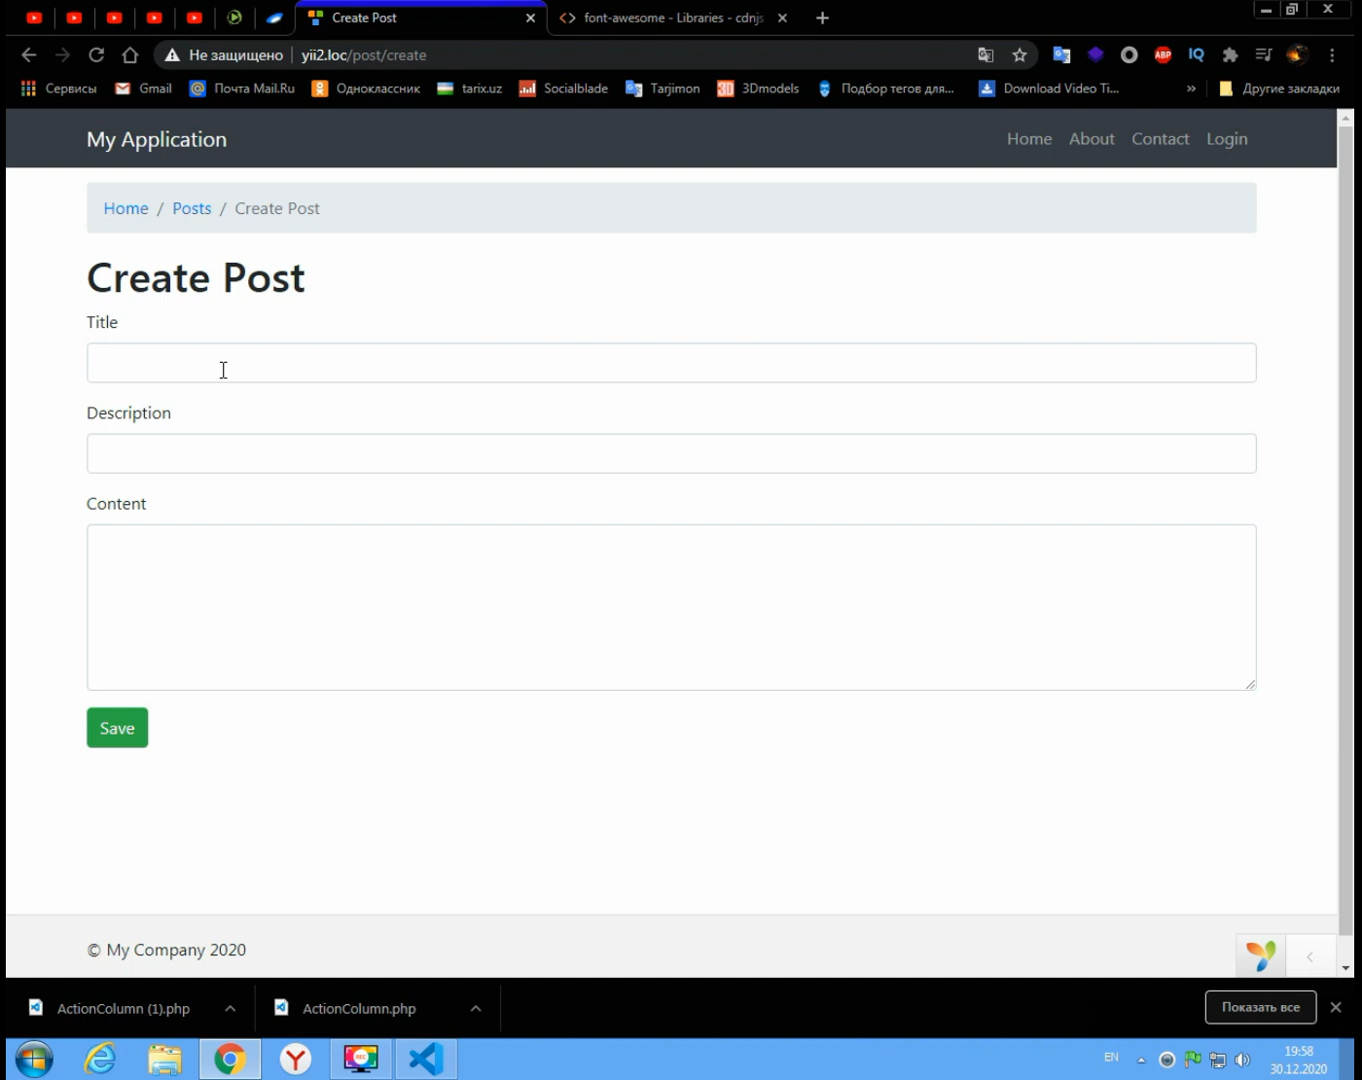 Create Post
font-awesome - Libraries - cdnjs
Не защищено
yii2.loc/post/create
ABP
IQ
Сервисы
Gmail
Почта Mail.Ru
Одноклассник
tarix.uz
Socialblade
Tarjimon
3Dmodels
Подбор тегов для...
Download Video Ti...
»
Другие закладки
My Application
Home
About
Contact
Login
Home / Posts / Create Post
Create Post
Title
Description
Content
Save
© My Company 2020
ActionColumn (1).php
ActionColumn.php
Показать все
REC
EN
19:58
30.12.2020